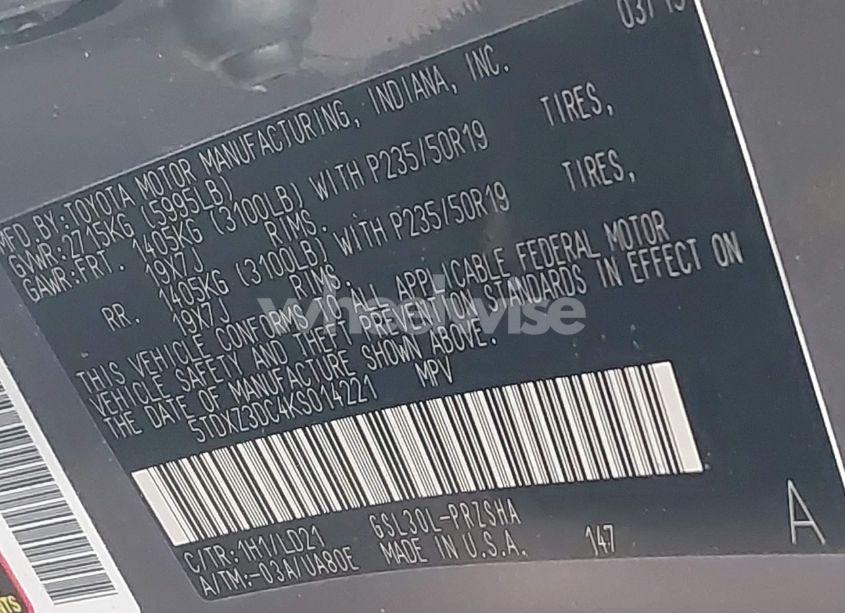 03/19
MFD.BY:TOYOTA MOTOR MANUFACTURING, INDIANA, INC.
GVWR:2715KG (5995LB)
GAWR:FRT. 1405KG (3100LB) WITH P235/50R19 TIRES,
19X7J RIMS.
RR. 1405KG (3100LB) WITH P235/50R19 TIRES,
19X7J RIMS.
THIS VEHICLE CONFORMS TO ALL APPLICABLE FEDERAL MOTOR
VEHICLE SAFETY AND THEFT PREVENTION STANDARDS IN EFFECT ON
THE DATE OF MANUFACTURE SHOWN ABOVE.
5TDXZ3DC4KS014221 MPV
C/TR:1H1/LD21 GSL30L-PRZSHA
A/TM:-03A/UA80E MADE IN U.S.A. 147
A
wheelwise